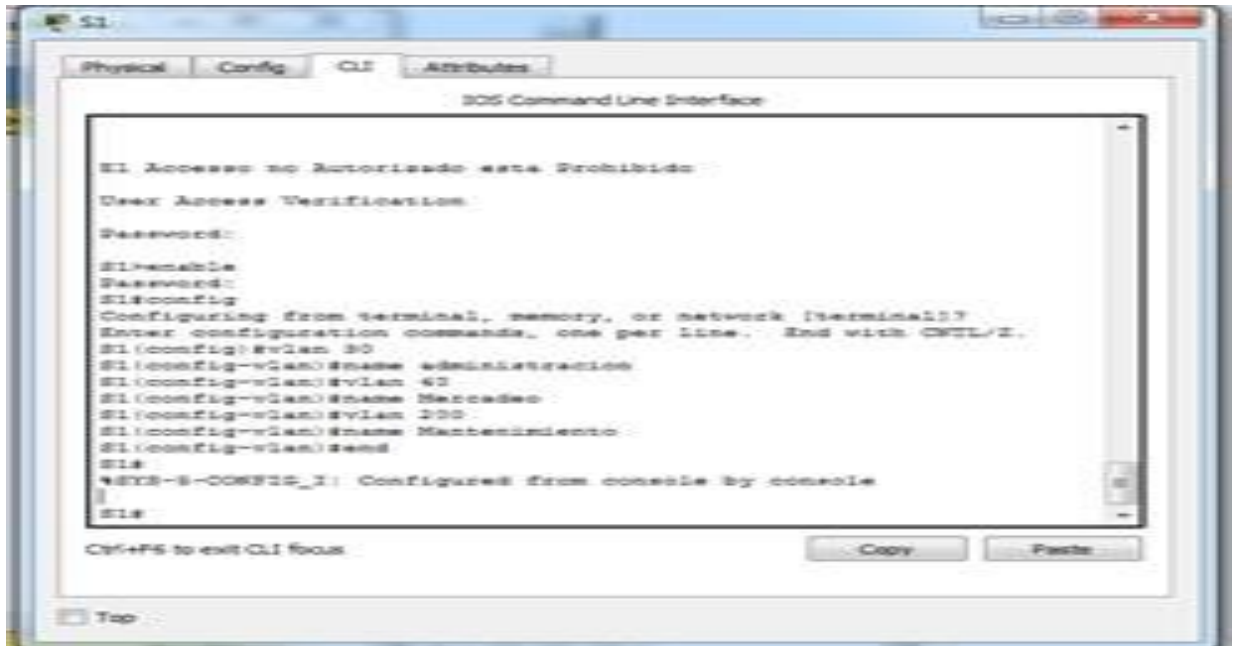 S1
Physical Config CLI Attributes
IOS Command Line Interface
El Accesso no Autorizado esta Prohibido
User Access Verification
Password:
S1>enable
Password:
S1#config
Configuring from terminal, memory, or network [terminal]?
Enter configuration commands, one per line. End with CNTL/Z.
S1(config)#vlan 30
S1(config-vlan)#name administracion
S1(config-vlan)#vlan 40
S1(config-vlan)#name Mercadeo
S1(config-vlan)#vlan 200
S1(config-vlan)#name Mantenimiento
S1(config-vlan)#end
S1#
%SYS-5-CONFIG_I: Configured from console by console
S1#
Ctrl+F6 to exit CLI focus
Copy Paste
Top